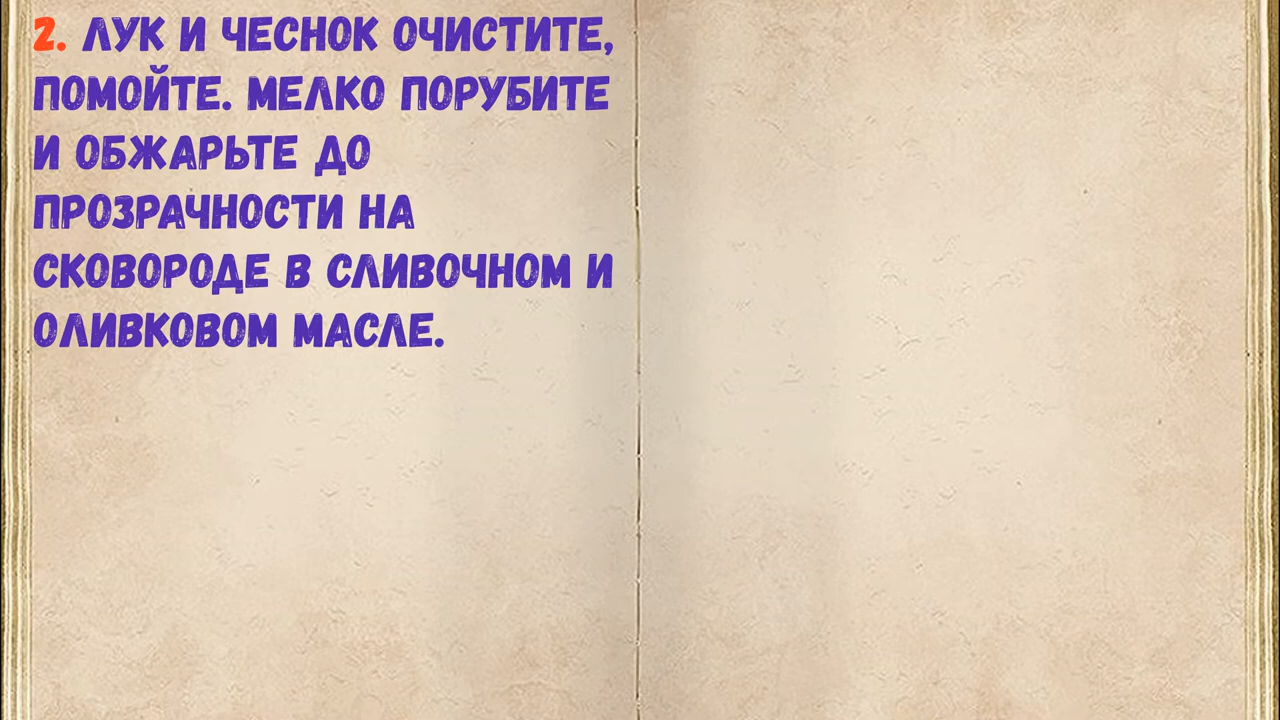 2. ЛУК И ЧЕСНОК ОЧИСТИТЕ,
ПОМОЙТЕ. МЕЛКО ПОРУБИТЕ
И ОБЖАРЬТЕ ДО
ПРОЗРАЧНОСТИ НА
СКОВОРОДЕ В СЛИВОЧНОМ И
ОЛИВКОВОМ МАСЛЕ.